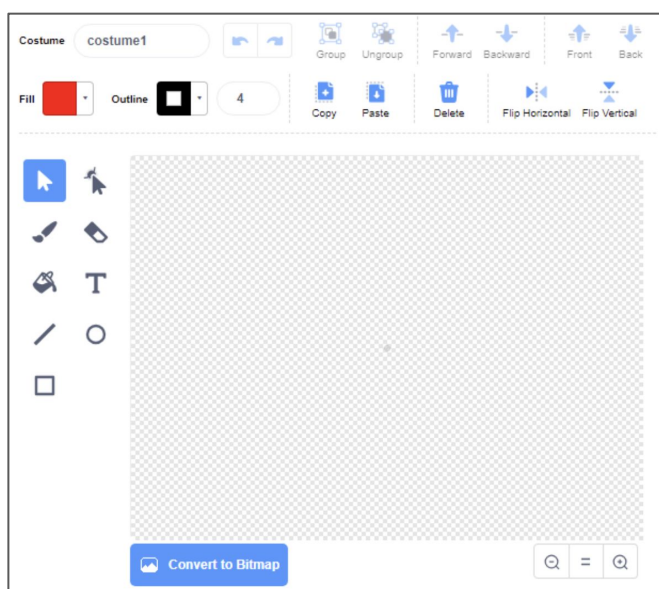 Costume costume1
Group Ungroup Forward Backward Front Back
Fill Outline 4
Copy Paste Delete Flip Horizontal Flip Vertical
T
Convert to Bitmap